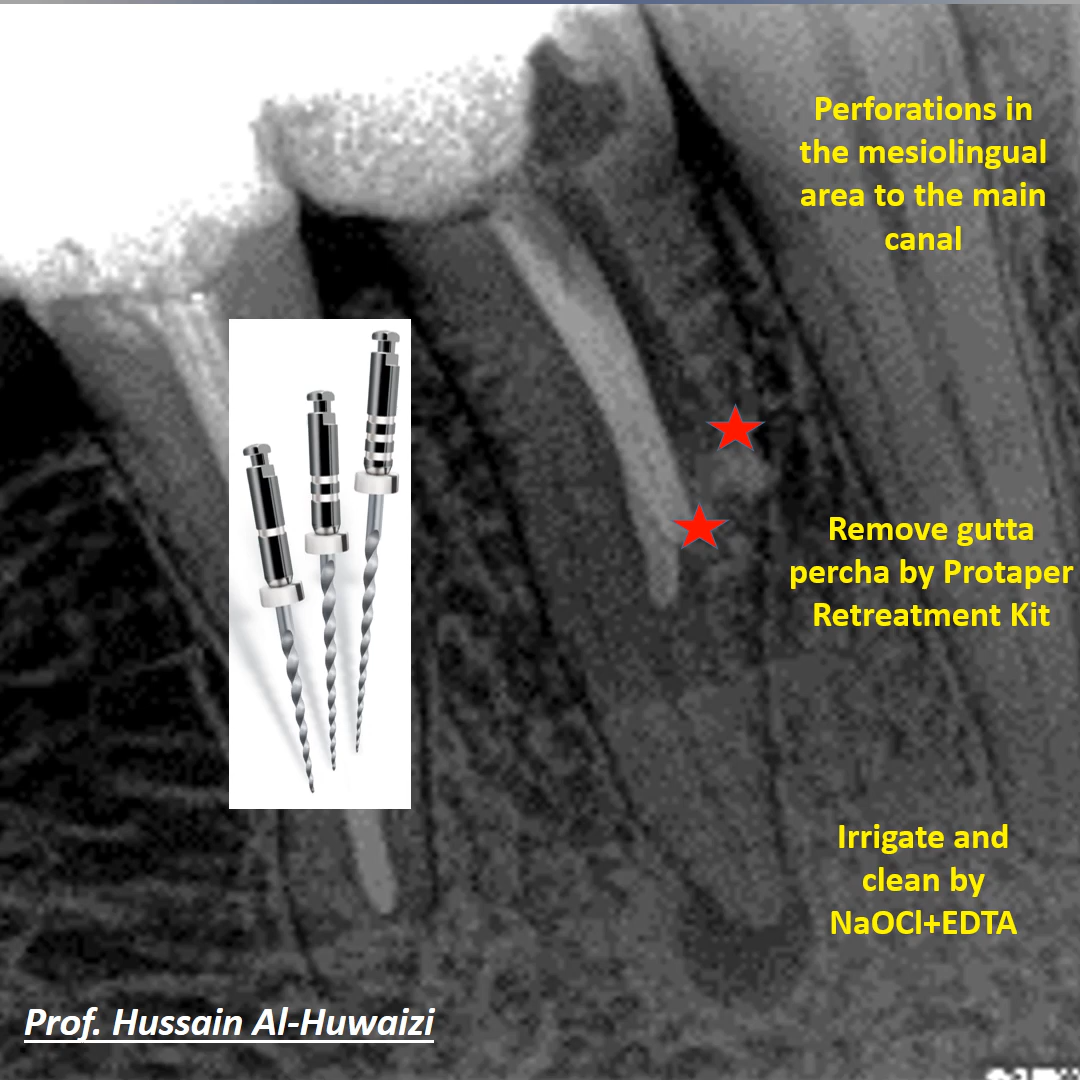 Perforations in
the mesiolingual
area to the main
canal
Remove gutta
percha by Protaper
Retreatment Kit
Irrigate and
clean by
NaOCl+EDTA
Prof. Hussain Al-Huwaizi